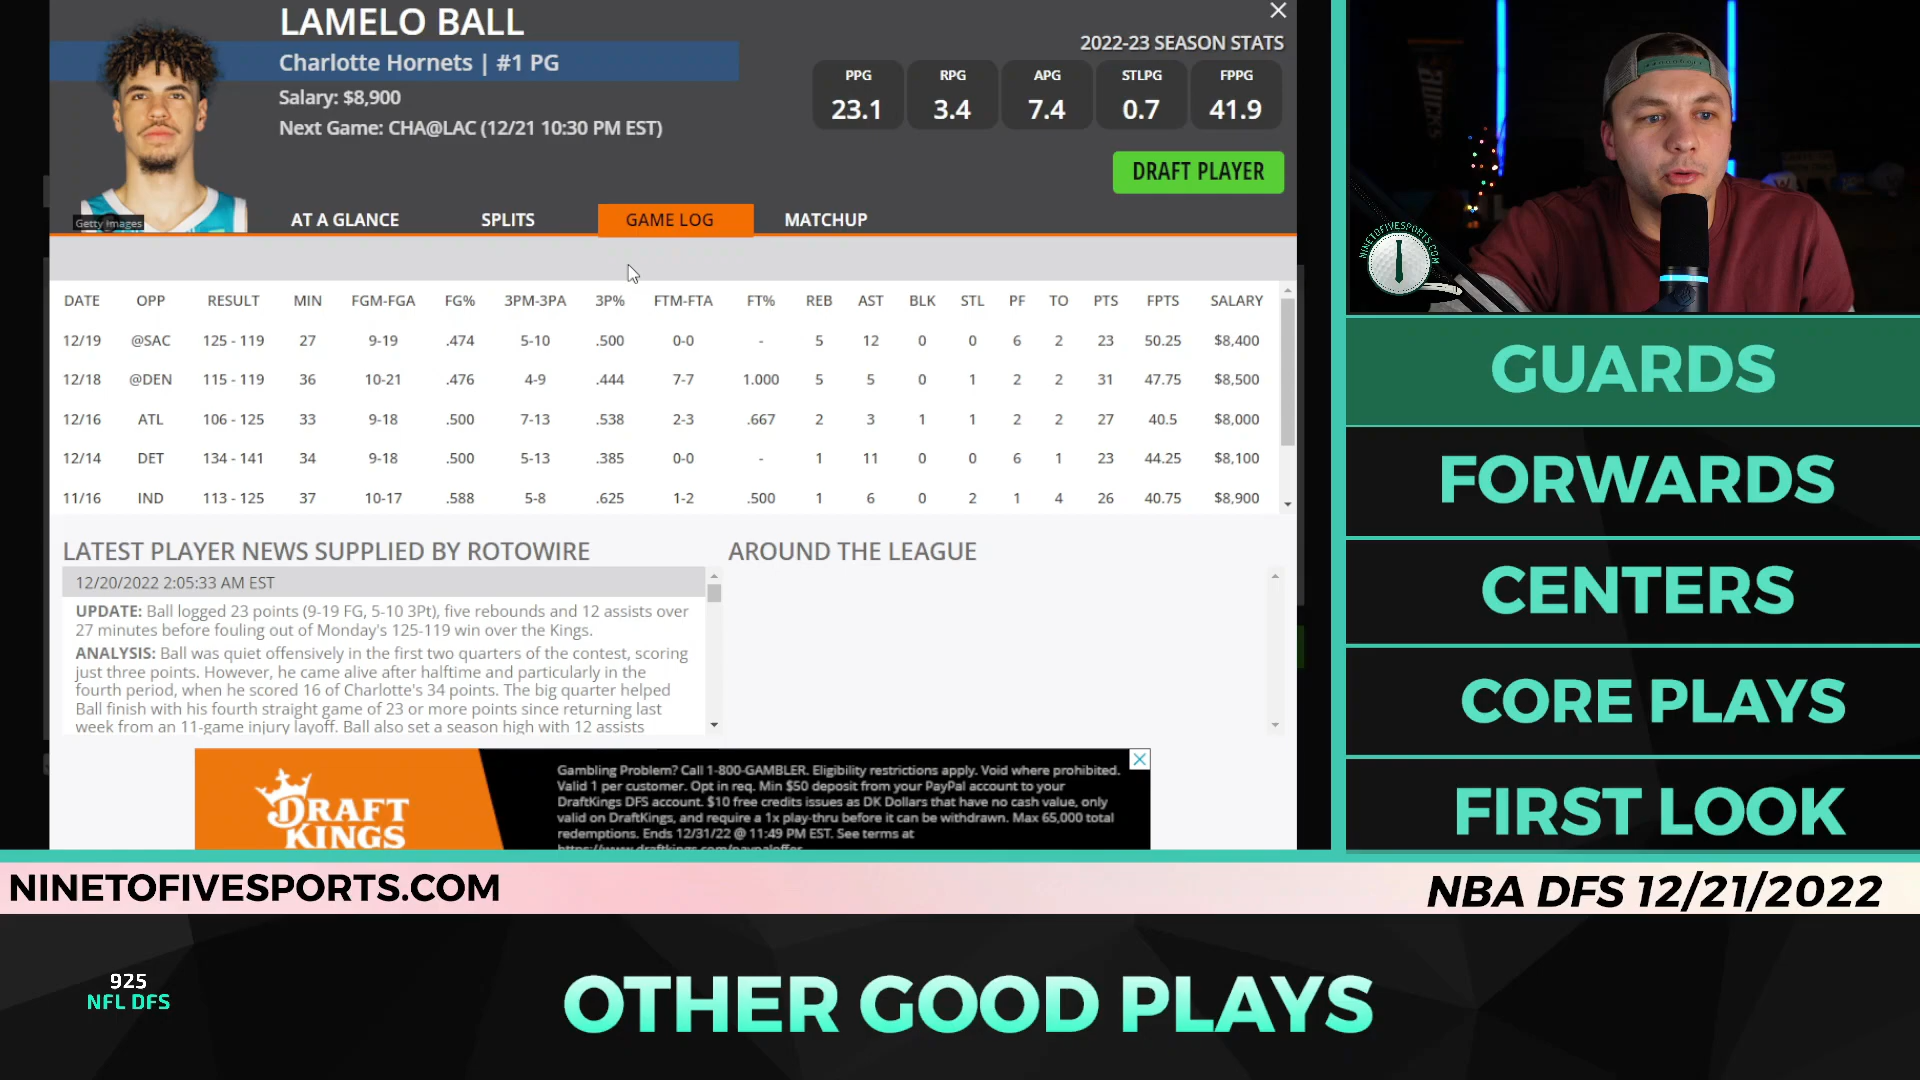 LAMELO BALL
Charlotte Hornets | #1 PG
Salary: $8,900
Next Game: CHA@LAC (12/21 10:30 PM EST)
2022-23 SEASON STATS
PPG RPG APG STLPG FPPG
23.1 3.4 7.4 0.7 41.9
DRAFT PLAYER
Getty Images
AT A GLANCE SPLITS GAME LOG MATCHUP
DATE OPP RESULT MIN FGM-FGA FG% 3PM-3PA 3P% FTM-FTA FT% REB AST BLK STL PF TO PTS FPTS SALARY
12/19 @SAC 125 - 119 27 9-19 .474 5-10 .500 0-0 - 5 12 0 0 6 2 23 50.25 $8,400
12/18 @DEN 115 - 119 36 10-21 .476 4-9 .444 7-7 1.000 5 5 0 1 2 2 31 47.75 $8,500
12/16 ATL 106 - 125 33 9-18 .500 7-13 .538 2-3 .667 2 3 1 1 2 2 27 40.5 $8,000
12/14 DET 134 - 141 34 9-18 .500 5-13 .385 0-0 - 1 11 0 0 6 1 23 44.25 $8,100
11/16 IND 113 - 125 37 10-17 .588 5-8 .625 1-2 .500 1 6 0 2 1 4 26 40.75 $8,900
LATEST PLAYER NEWS SUPPLIED BY ROTOWIRE
12/20/2022 2:05:33 AM EST
UPDATE: Ball logged 23 points (9-19 FG, 5-10 3Pt), five rebounds and 12 assists over
27 minutes before fouling out of Monday's 125-119 win over the Kings.
ANALYSIS: Ball was quiet offensively in the first two quarters of the contest, scoring
just three points. However, he came alive after halftime and particularly in the
fourth period, when he scored 16 of Charlotte's 34 points. The big quarter helped
Ball finish with his fourth straight game of 23 or more points since returning last
week from an 11-game injury layoff. Ball also set a season high with 12 assists
AROUND THE LEAGUE
DRAFT
KINGS
Gambling Problem? Call 1-800-GAMBLER. Eligibility restrictions apply. Void where prohibited.
Valid 1 per customer. Opt in req. Min $50 deposit from your PayPal account to your
DraftKings DFS account. $10 free credits issues as DK Dollars that have no cash value, only
valid on DraftKings, and require a 1x play-thru before it can be withdrawn. Max 65,000 total
redemptions. Ends 12/31/22 @ 11:49 PM EST. See terms at
https://www.draftkings.com/paypaloffer
NINETOFIVESPORTS.COM
GUARDS
FORWARDS
CENTERS
CORE PLAYS
FIRST LOOK
NINETOFIVESPORTS.COM
NBA DFS 12/21/2022
925
NFL DFS
OTHER GOOD PLAYS